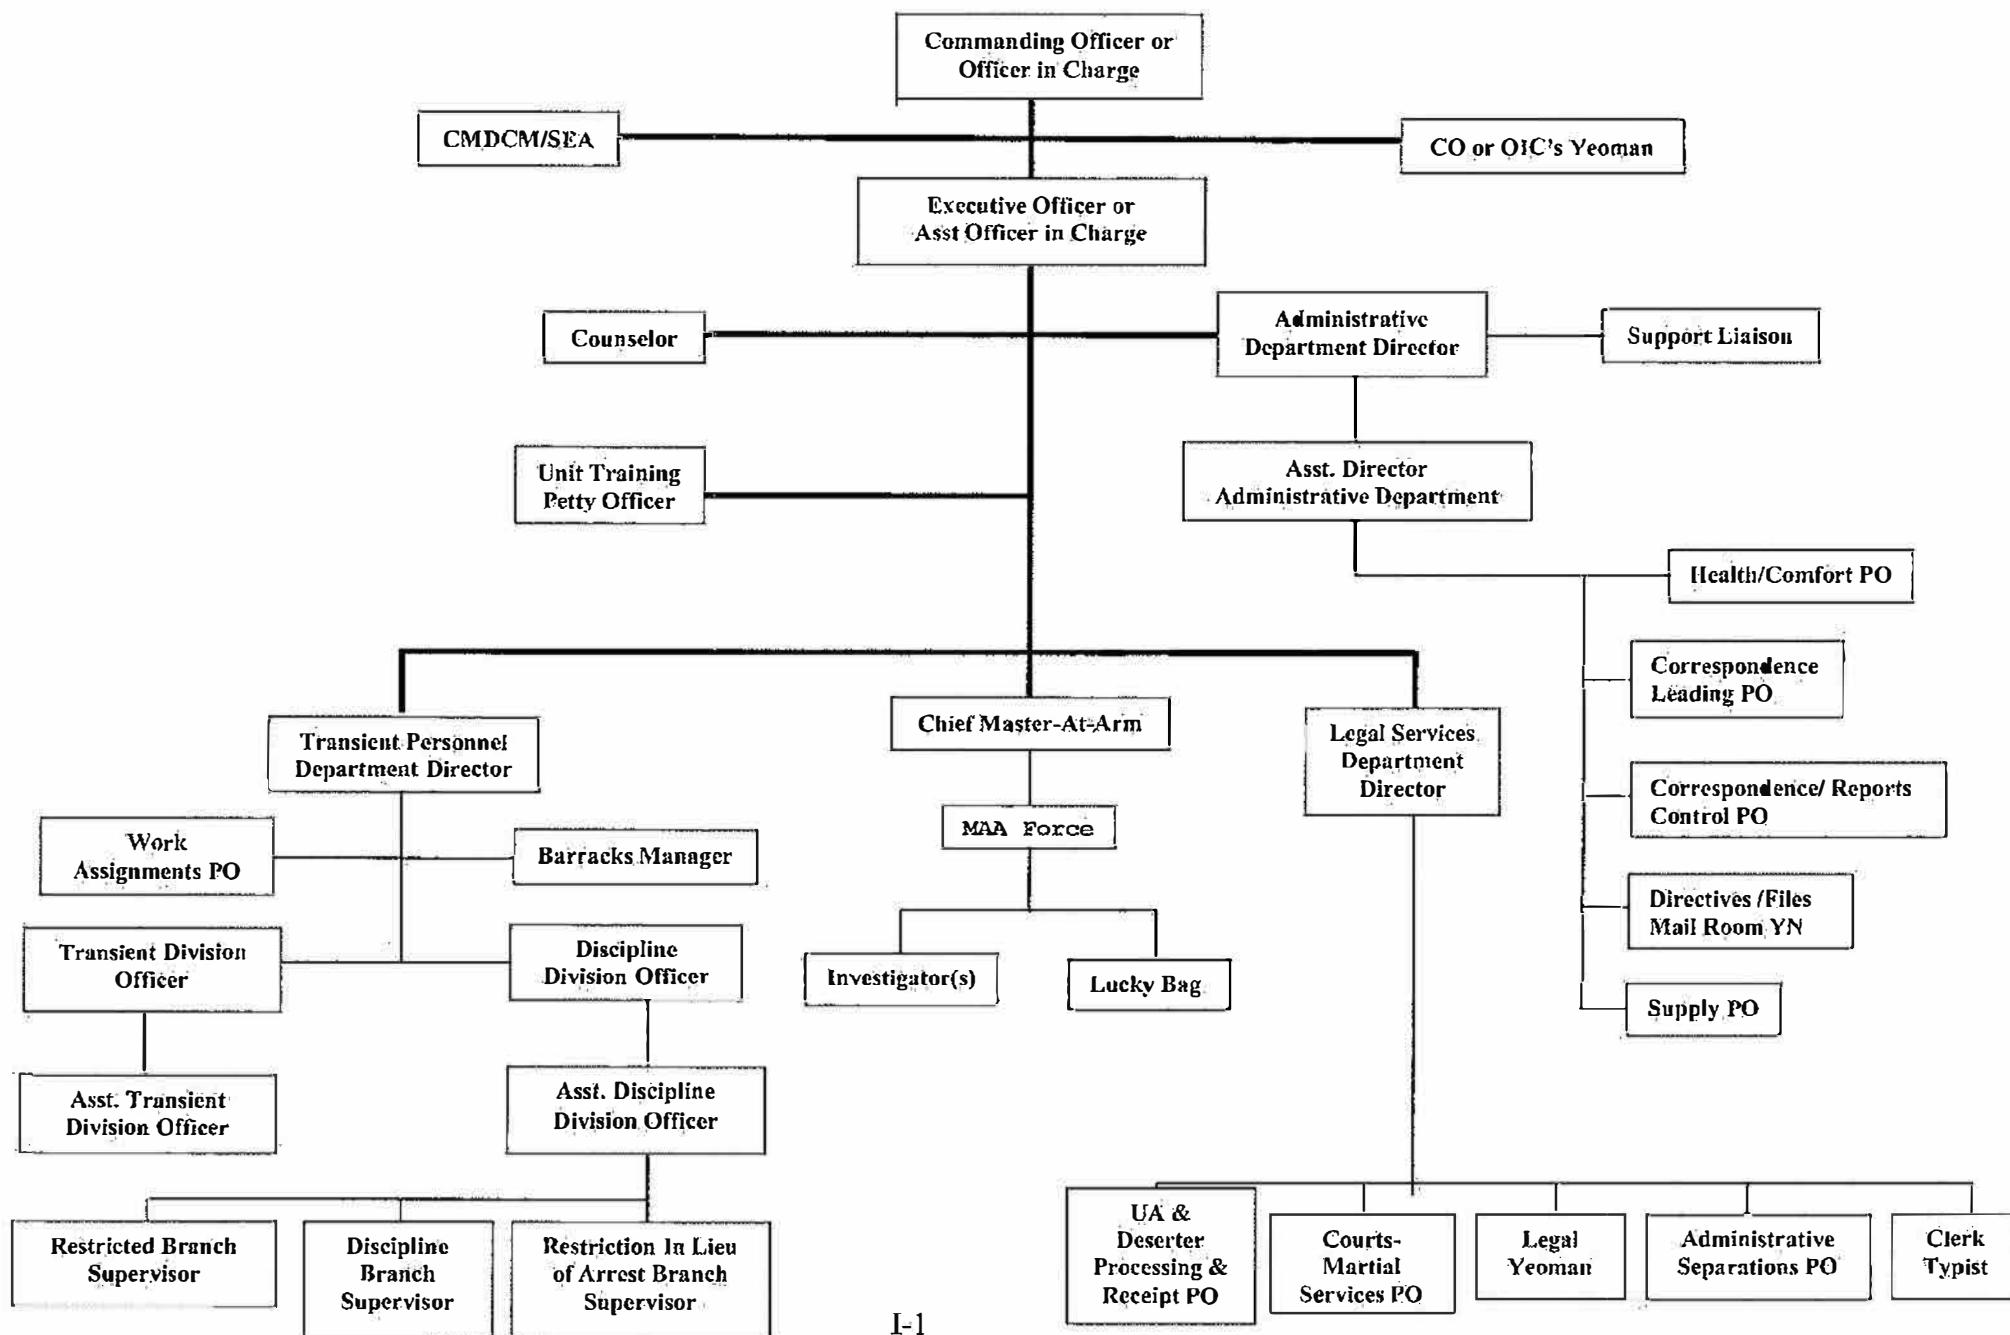 Commanding Officer or
Officer in Charge
CMDCM/SEA
CO or OIC's Yeoman
Executive Officer or
Asst Officer in Charge
Counselor
Administrative
Department Director
Support Liaison
Unit Training
Petty Officer
Asst. Director
Administrative Department
Health/Comfort PO
Correspondence
Leading PO
Correspondence/ Reports
Control PO
Directives /Files
Mail Room YN
Supply PO
Transient Personnel
Department Director
Chief Master-At-Arm
Legal Services
Department
Director
MAA Force
Work
Assignments PO
Barracks Manager
Transient Division
Officer
Discipline
Division Officer
Investigator(s)
Lucky Bag
Asst. Transient
Division Officer
Asst. Discipline
Division Officer
Restricted Branch
Supervisor
Discipline
Branch
Supervisor
Restriction In Lieu
of Arrest Branch
Supervisor
UA &
Deserter
Processing &
Receipt PO
Courts-
Martial
Services PO
Legal
Yeoman
Administrative
Separations PO
Clerk
Typist
I-1